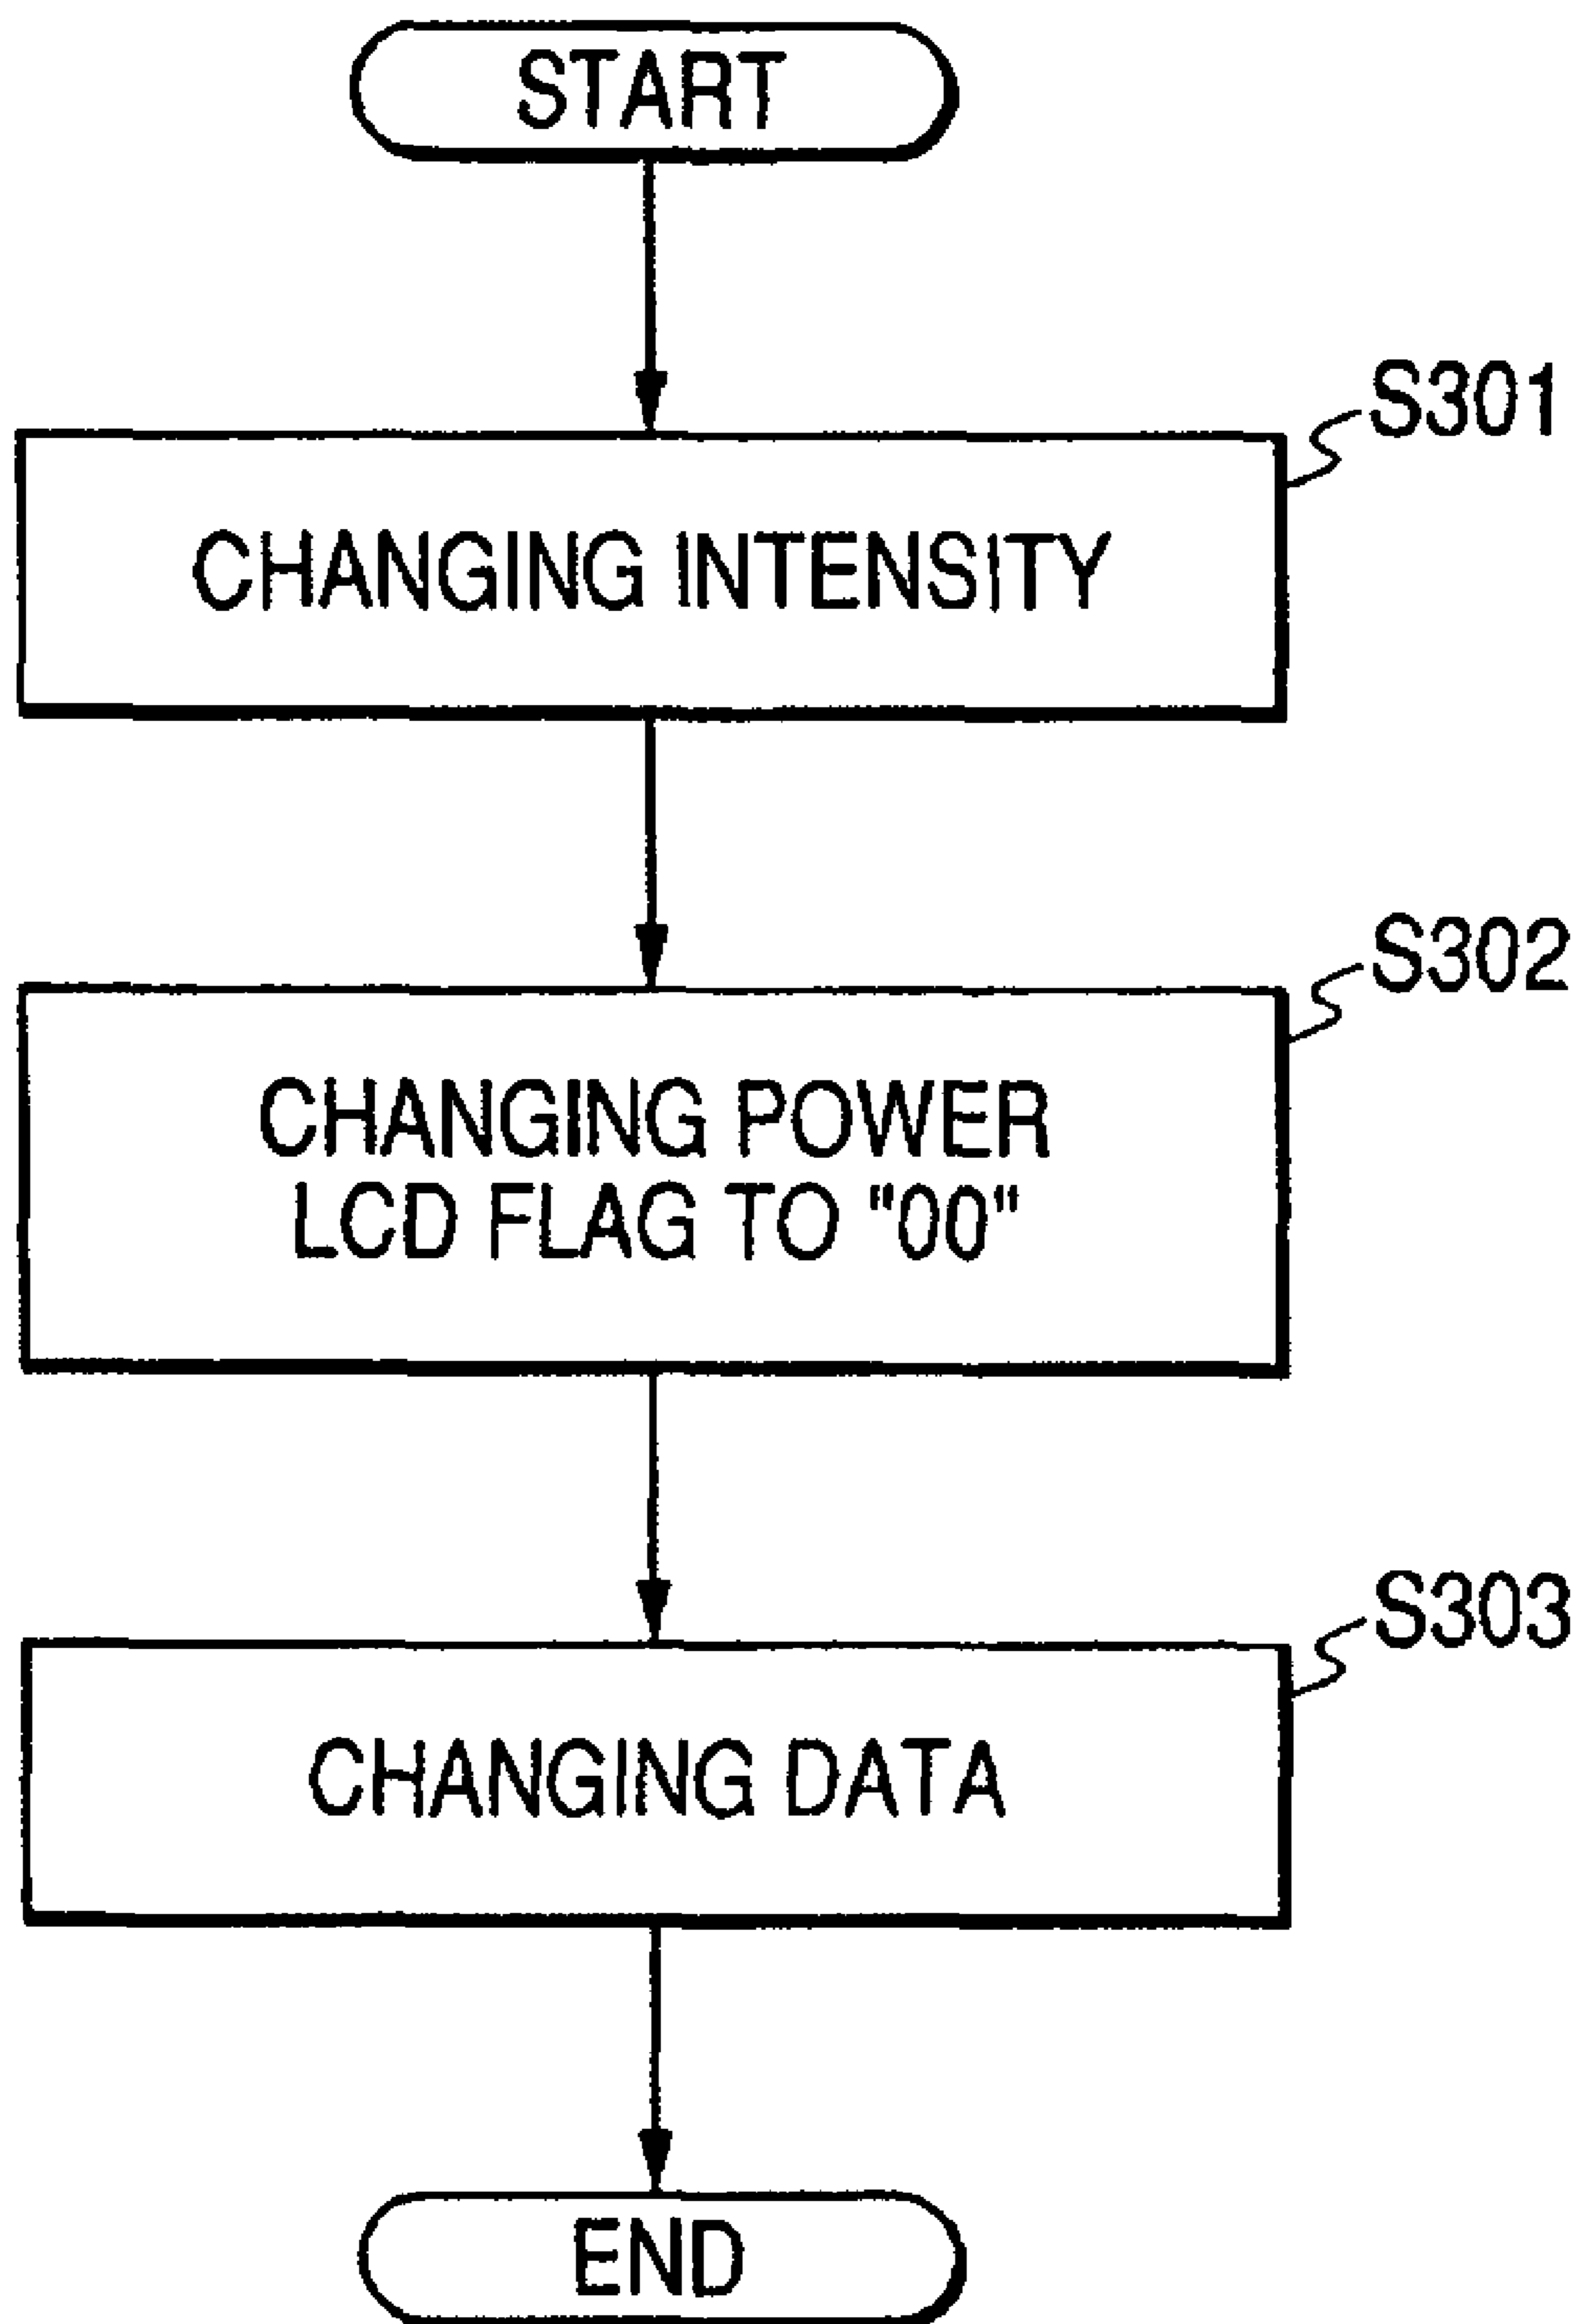 START
S301
CHANGING INTENSITY
S302
CHANGING POWER
LCD FLAG TO "00"
S303
CHANGING DATA
END